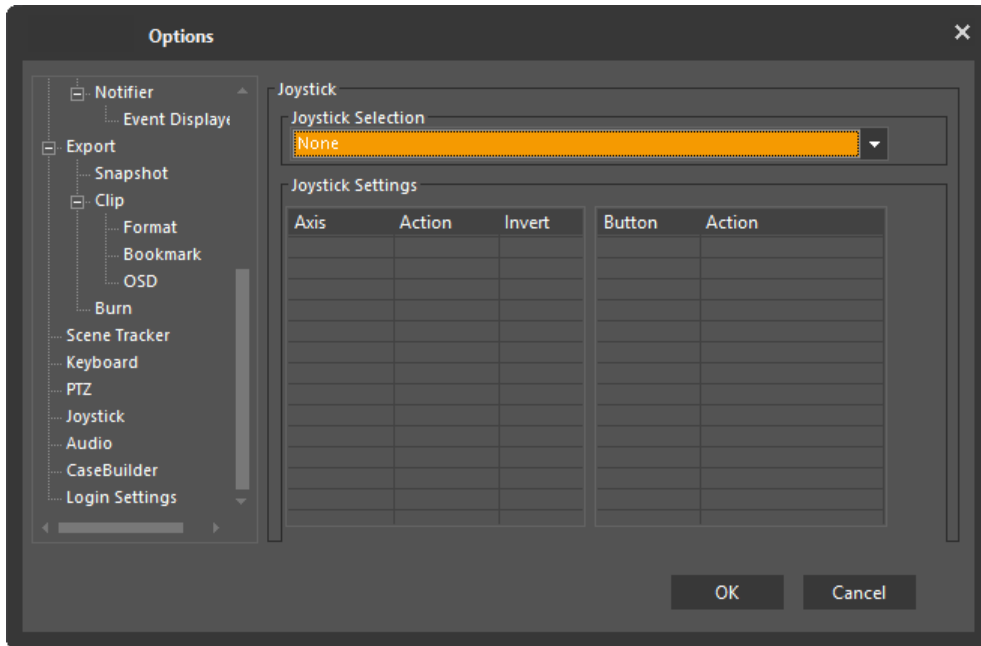 Options
Notifier
Event Displaye
Export
Snapshot
Clip
Format
Bookmark
OSD
Burn
Scene Tracker
Keyboard
PTZ
Joystick
Audio
CaseBuilder
Login Settings
Joystick
Joystick Selection
None
Joystick Settings
Axis Action Invert Button Action
OK Cancel